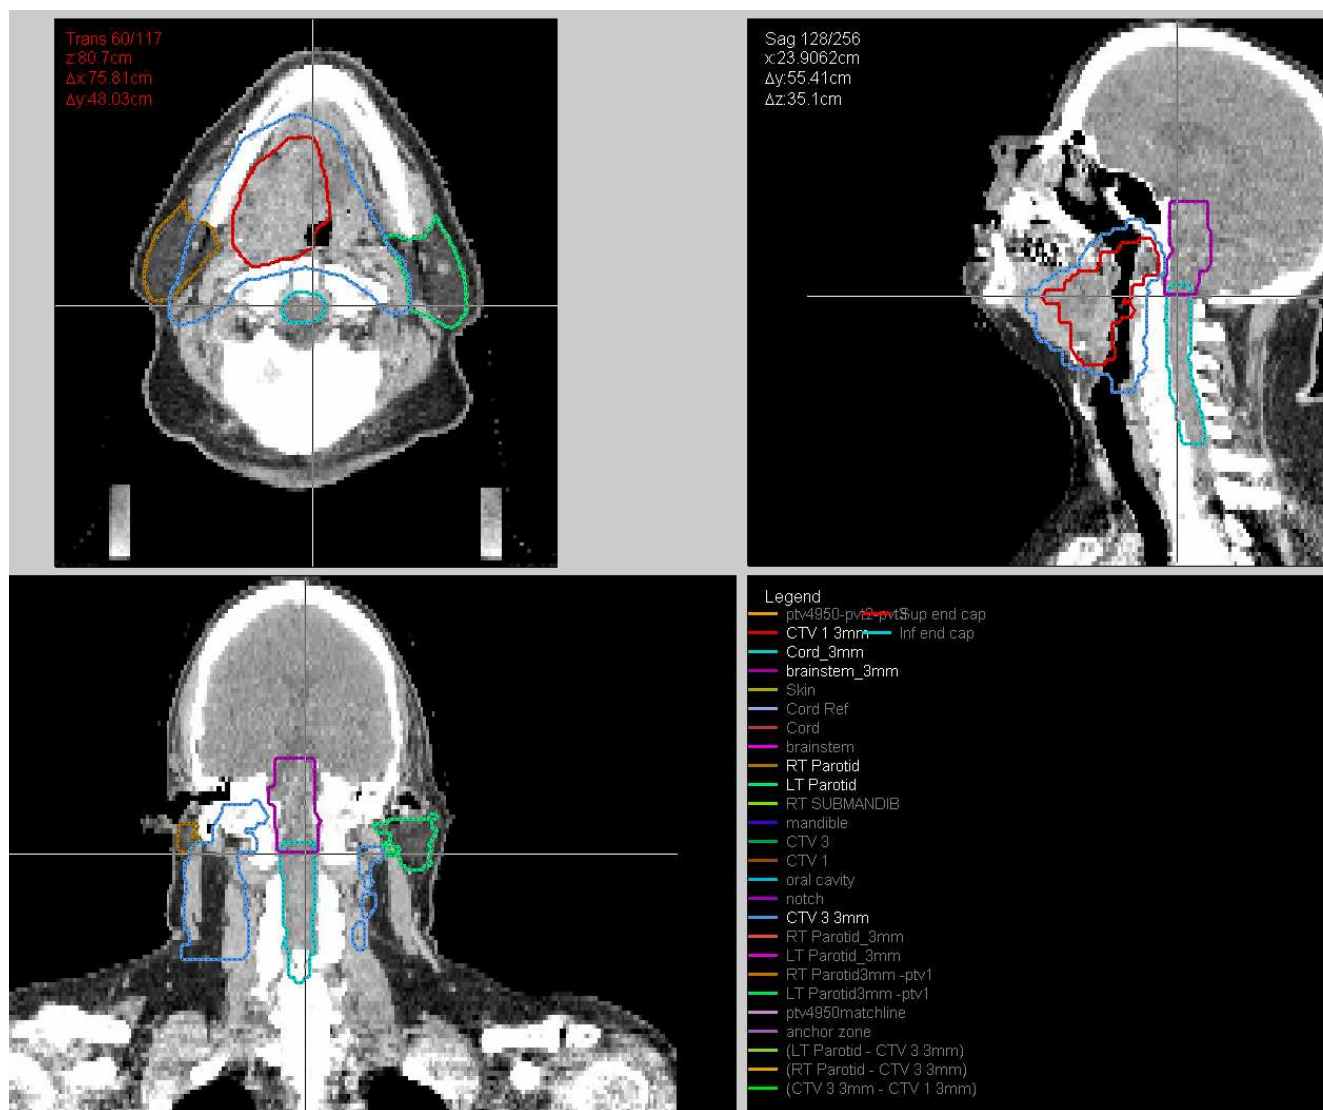 Trans 60/117
z:80.7cm
Δx:75.81cm
Δy:48.03cm
Sag 128/256
x:23.9062cm
Δy:55.41cm
Δz:35.1cm
Legend
ptv4950-pvt2-pvt3 Sup end cap
CTV 1 3mm Inf end cap
Cord_3mm
brainstem_3mm
Skin
Cord Ref
Cord
brainstem
RT Parotid
LT Parotid
RT SUBMANDIB
mandible
CTV 3
CTV 1
oral cavity
notch
CTV 3 3mm
RT Parotid_3mm
LT Parotid_3mm
RT Parotid3mm -ptv1
LT Parotid3mm -ptv1
ptv4950matchline
anchor zone
(LT Parotid - CTV 3 3mm)
(RT Parotid - CTV 3 3mm)
(CTV 3 3mm - CTV 1 3mm)